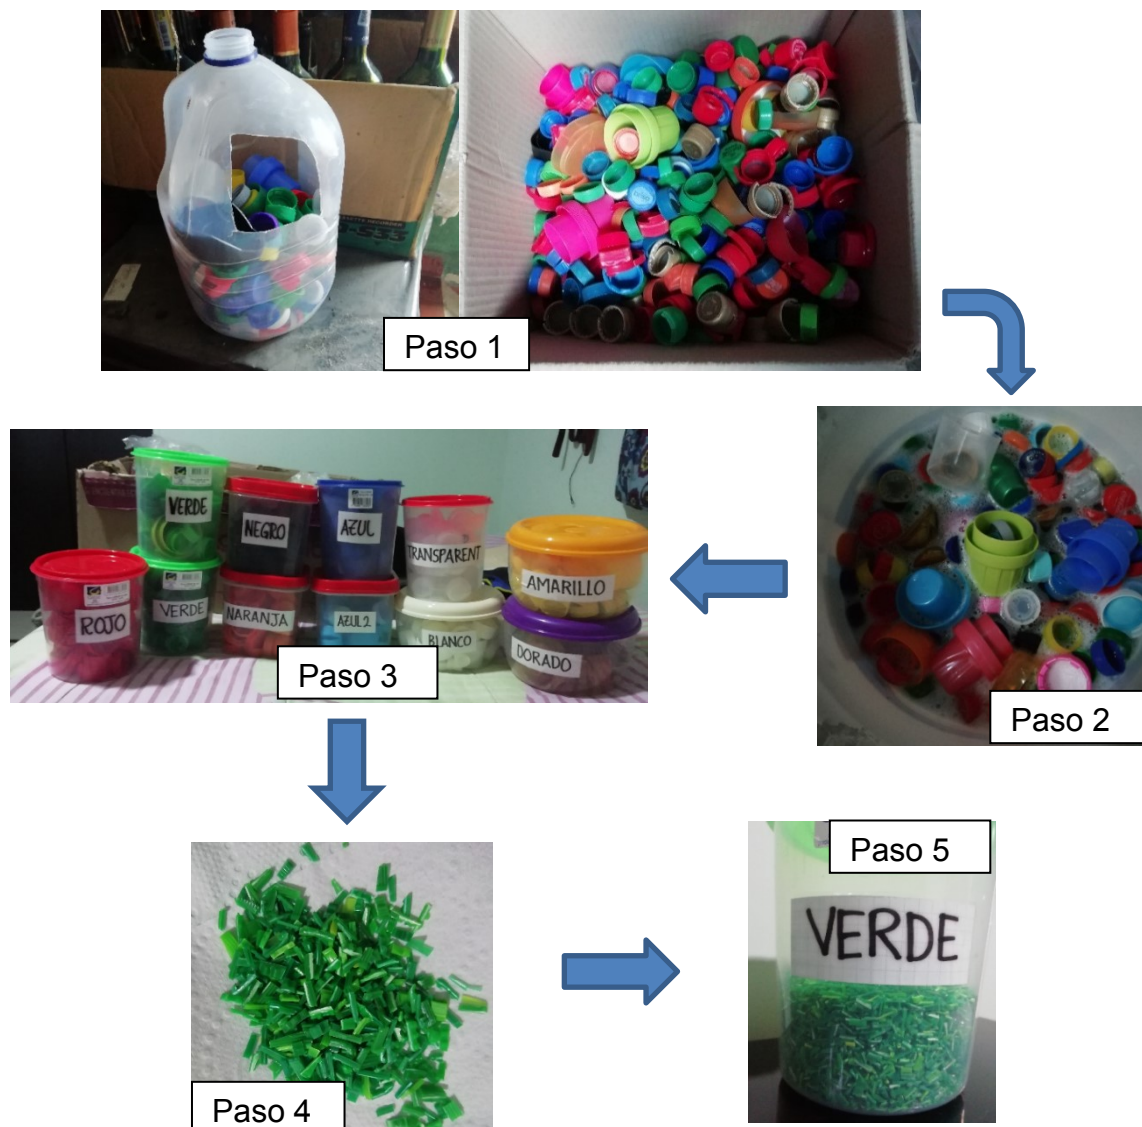 Paso 1
Paso 2
VERDE
NEGRO
AZUL
TRANSPARENT
AMARILLO
ROJO
VERDE
NARANJA
AZUL 2
BLANCO
DORADO
Paso 3
Paso 4
Paso 5
VERDE